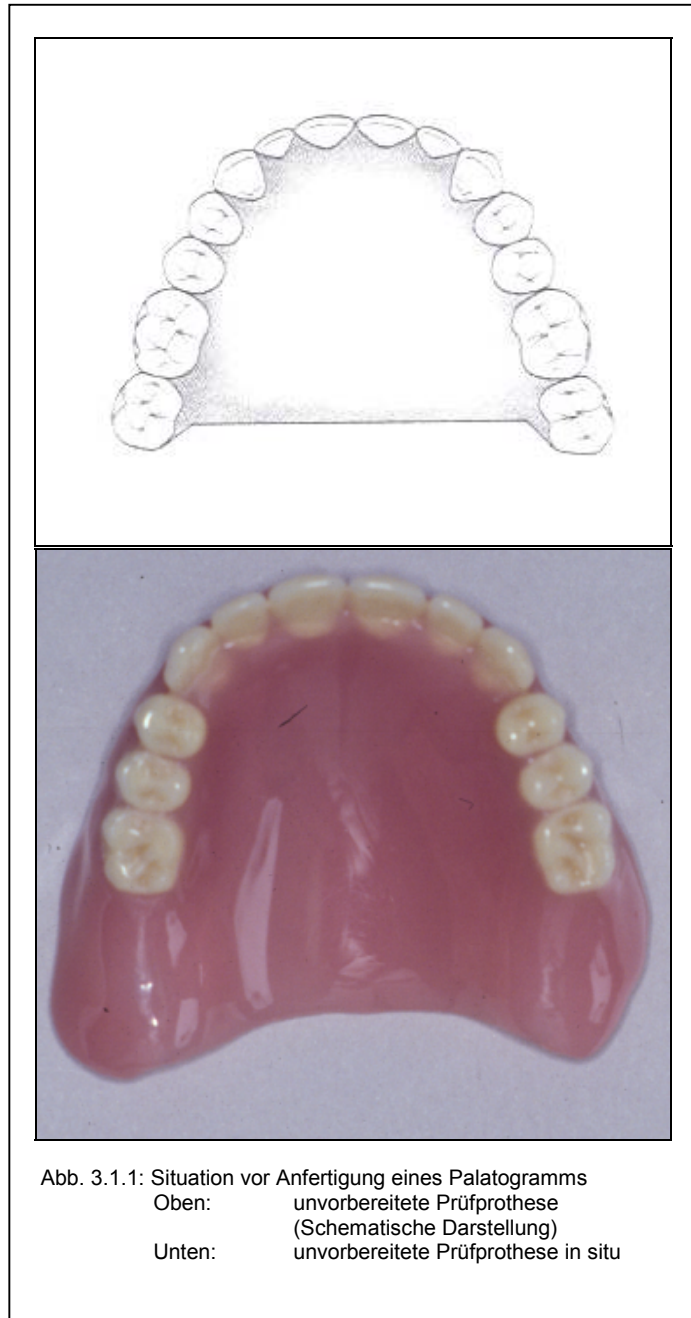 Abb. 3.1.1: Situation vor Anfertigung eines Palatogramms
Oben: unvorbereitete Prüfprothese
(Schematische Darstellung)
Unten: unvorbereitete Prüfprothese in situ